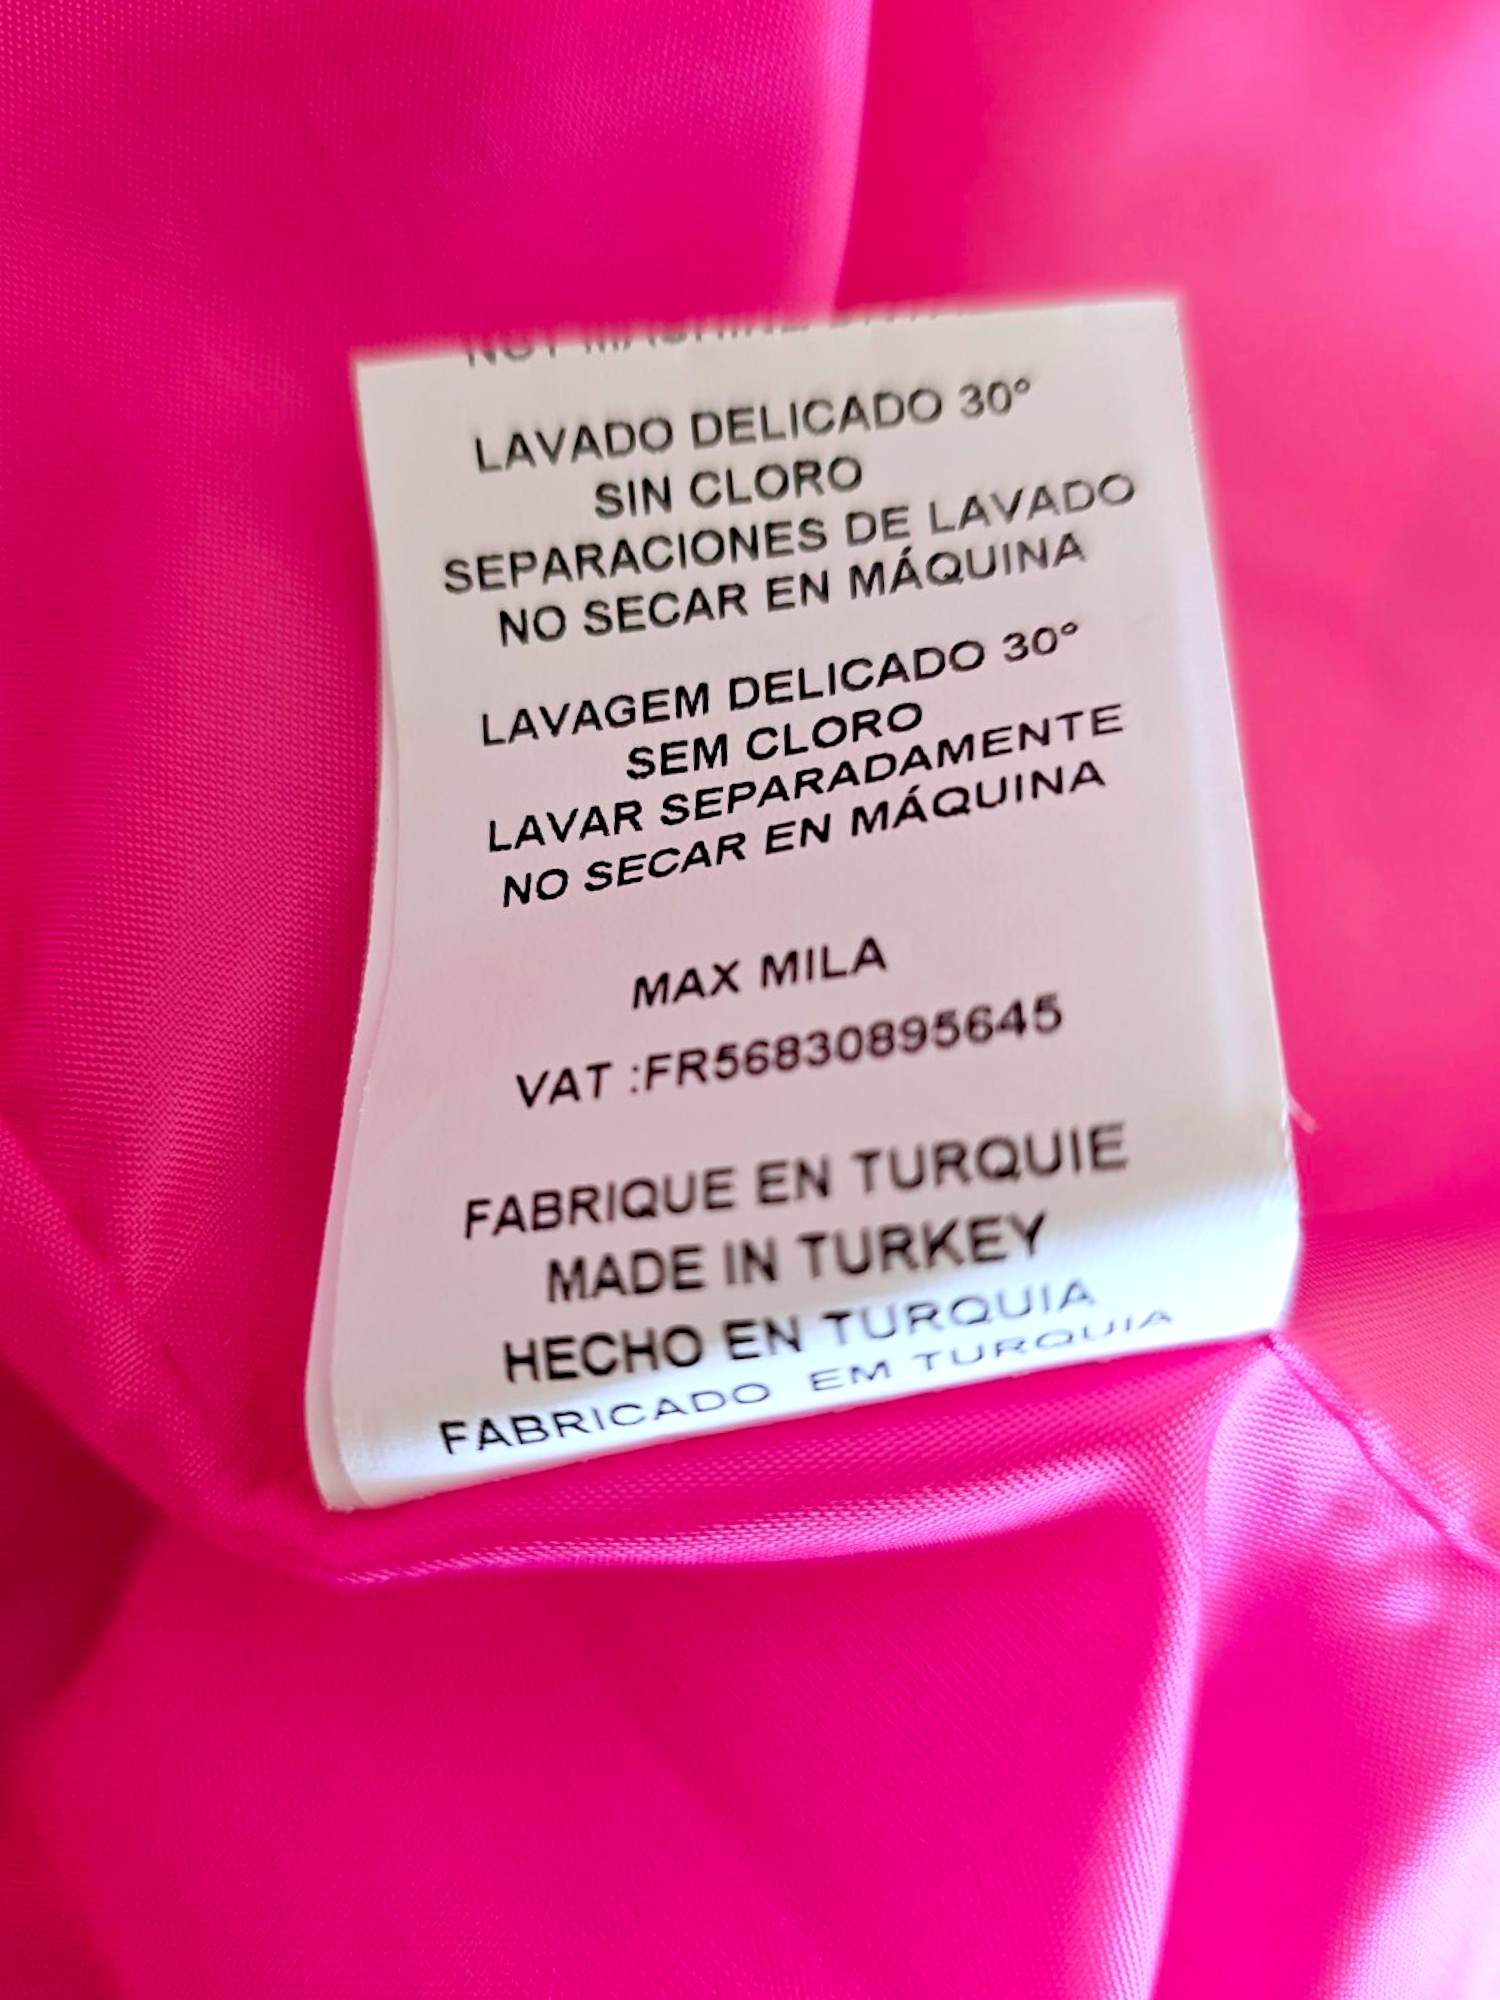 NOT MACHINE
LAVADO DELICADO 30°
SIN CLORO
SEPARACIONES DE LAVADO
NO SECAR EN MÁQUINA
LAVAGEM DELICADO 30°
SEM CLORO
LAVAR SEPARADAMENTE
NO SECAR EN MÁQUINA
MAX MILA
VAT :FR56830895645
FABRIQUE EN TURQUIE
MADE IN TURKEY
HECHO EN TURQUIA
FABRICADO EM TURQUIA